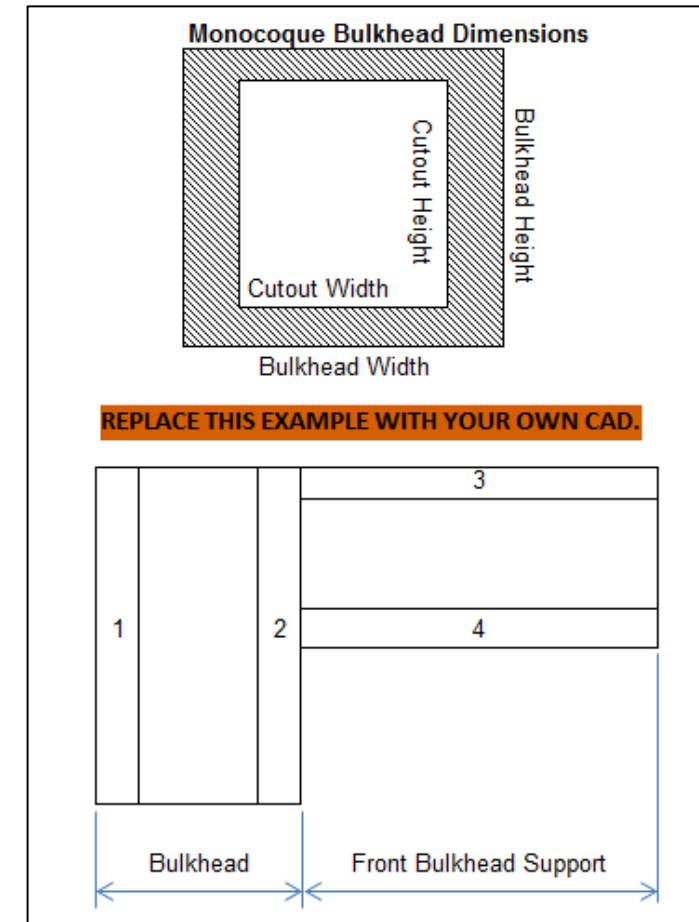 Monocoque Bulkhead Dimensions
Cutout Height
Bulkhead Height
Cutout Width
Bulkhead Width
REPLACE THIS EXAMPLE WITH YOUR OWN CAD.
3
1
2
4
Bulkhead
Front Bulkhead Support